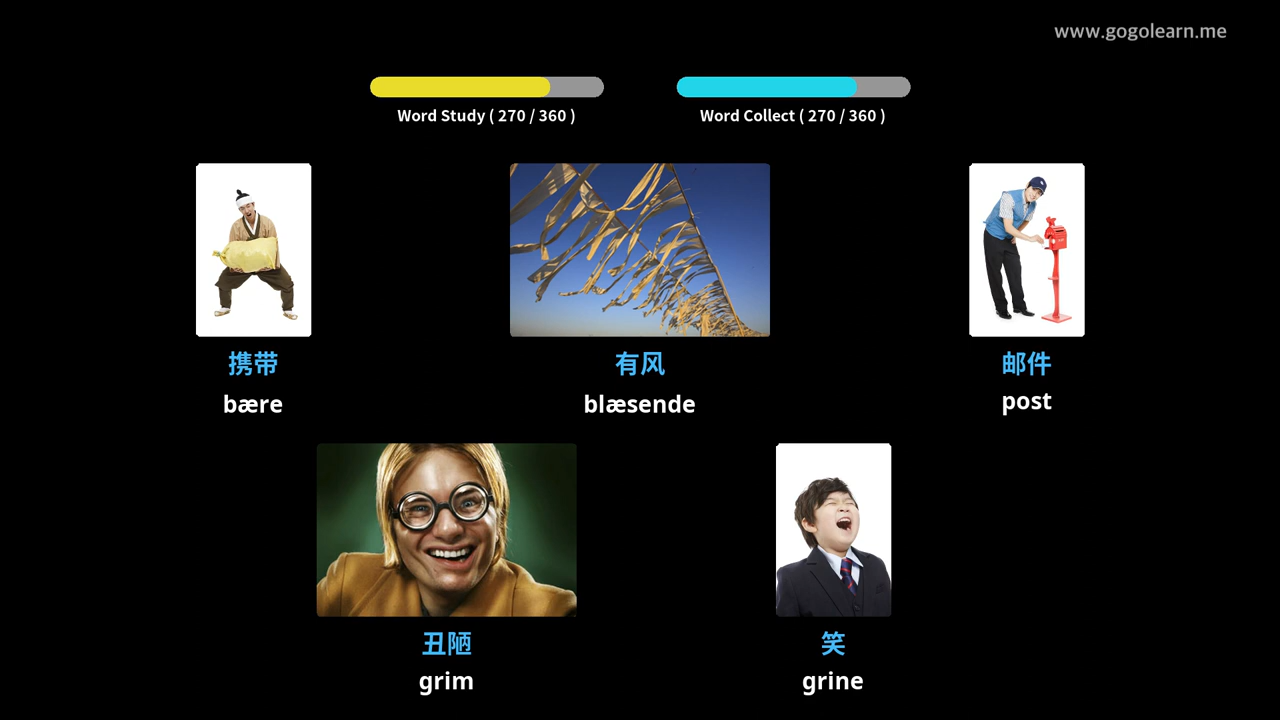 www.gogolearn.me
Word Study ( 270 / 360 )
Word Collect ( 270 / 360 )
携带
bære
有风
blæsende
邮件
post
丑陋
grim
笑
grine